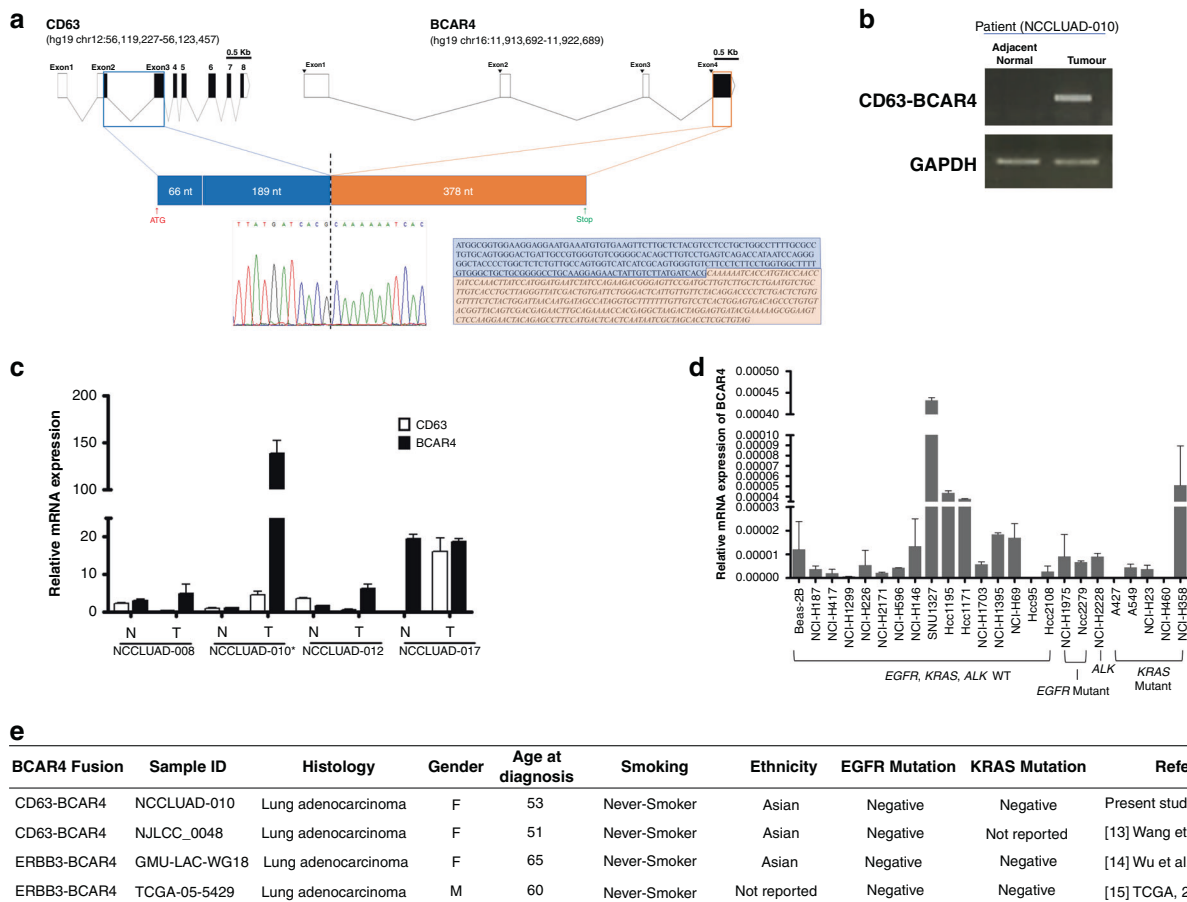 a
CD63
(hg19 chr12:56,119,227-56,123,457)
BCAR4
(hg19 chr16:11,913,692-11,922,689)
0.5 Kb
0.5 Kb
Exon1 Exon2 Exon3 4 5 6 7 8
Exon1 Exon2 Exon3 Exon4
66 nt 189 nt 378 nt
ATG
Stop
T T A T G A T C A C G C A A A A A A T C A C
ATGGCGGTGGAAGGAGGAATGAAATGTGTGAAGTTCTTGCTCTACGTCCTCCTGCTGGCCTTTTGCGCC
TGTGCAGTGGGACTGATTGCCGTGGGTGTCGGGGCACAGCTTGTCCTGAGTCAGACCATAATCCAGGGG
GCTACCCCTGGCTCTCTGTTGCCAGTGGTCATCATCGCAGTGGGTGTCTTCCTCTTCCTGGTGGCTTTT
GTGGGCTGCTGCGGGGCCTGCAAGGAGAACTATTGTCTTATGATCACGCAAAAAATCACCATGTACCAACC
TATCCAAACTTATCCATGGATGAATCTATCCAGAAGACGGGAGTTCCGATGCTTGTCTTGCTCTGAATGTCTGC
TTGTCACCTGCTTAGGGTTATCGACTGTGATTCTGGGACTCATTGTTGTTCTACAGGACCCCTCTGACTCTGTG
GTTTTCTCTACTGGATTAACAATGATAGCCATAGGTGCTTTTTTTGTTGTCCTCACTGGAGTGACAGCCCTGTGT
ACGGTTACAGTCGACGAGAACTTGCAGAAAACCACGAGGCTAAGACTAGGAGTGATACGAAAAAGCGGAAGT
CTCCAAGGAACTACAGAGCCTTCCATGACTCACTCAATAATCGCTAGCACCTCGCTGTAG
b
Patient (NCCLUAD-010)
Adjacent
Normal
Tumour
CD63-BCAR4
GAPDH
c
Relative mRNA expression
200
150
100
20
10
0
CD63
BCAR4
N T N T N T N T
NCCLUAD-008 NCCLUAD-010* NCCLUAD-012 NCCLUAD-017
d
Relative mRNA expression of BCAR4
0.00050
0.00045
0.00040
0.00010
0.00009
0.00008
0.00007
0.00006
0.00005
0.00004
0.00003
0.00002
0.00001
0.00000
Beas-2B
NCI-H187
NCI-H417
NCI-H1299
NCI-H226
NCI-H2171
NCI-H596
NCI-H146
SNU1327
Hcc1195
Hcc1171
NCI-H1703
NCI-H1395
NCI-H69
Hcc95
Hcc2108
NCI-H1975
Ncc2279
NCI-H2228
A427
A549
NCI-H23
NCI-H460
NCI-H358
EGFR, KRAS, ALK WT
EGFR Mutant
ALK
KRAS
Mutant
e
BCAR4 Fusion Sample ID Histology Gender Age at diagnosis Smoking Ethnicity EGFR Mutation KRAS Mutation Refe
CD63-BCAR4 NCCLUAD-010 Lung adenocarcinoma F 53 Never-Smoker Asian Negative Negative Present stud
CD63-BCAR4 NJLCC_0048 Lung adenocarcinoma F 51 Never-Smoker Asian Negative Not reported [13] Wang et
ERBB3-BCAR4 GMU-LAC-WG18 Lung adenocarcinoma F 65 Never-Smoker Asian Negative Negative [14] Wu et al
ERBB3-BCAR4 TCGA-05-5429 Lung adenocarcinoma M 60 Never-Smoker Not reported Negative Negative [15] TCGA, 2